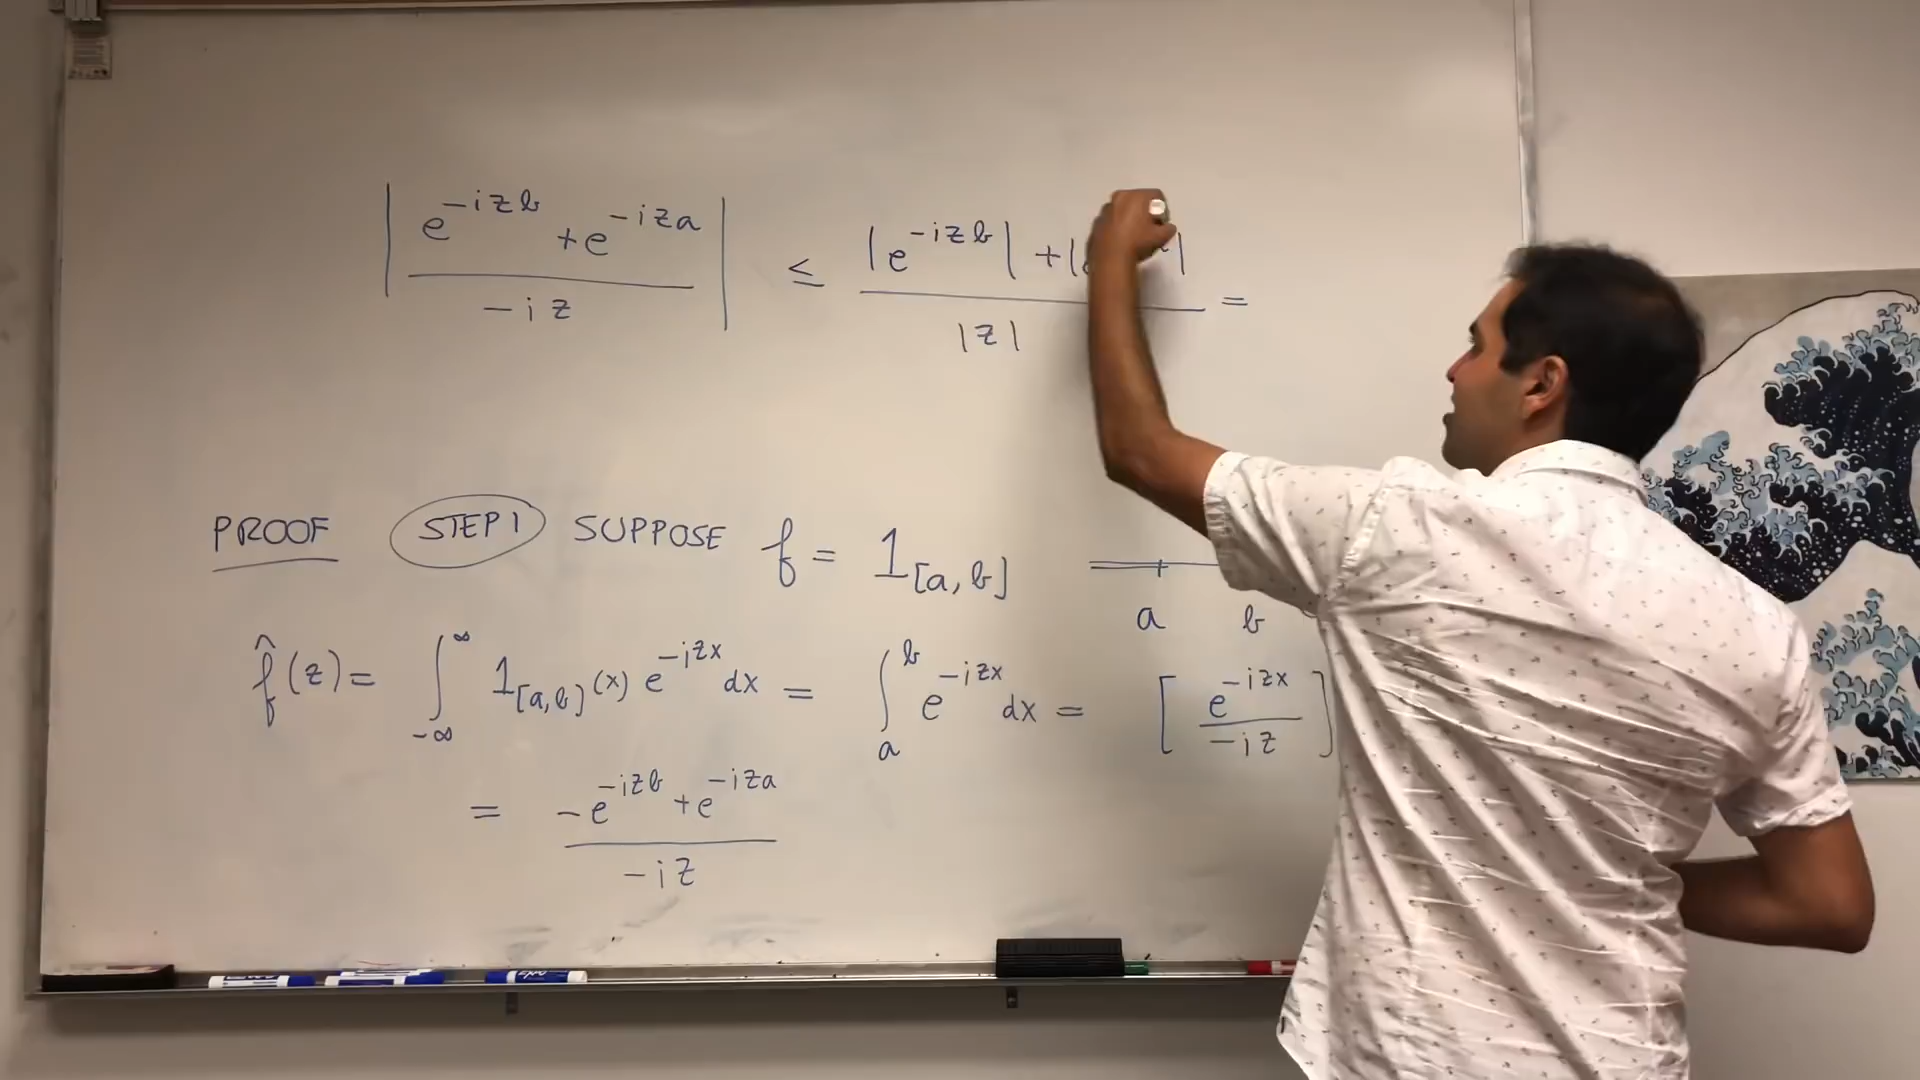 | e^{-izb} + e^{-iza} / -iz | ≤ |e^{-izb}| + | | / |z| =
PROOF STEP 1 SUPPOSE f = 1_{[a,b]}
a b
f̂(z) = ∫_{-∞}^{∞} 1_{[a,b]}(x) e^{-izx} dx = ∫_a^b e^{-izx} dx = [ e^{-izx} / -iz ]
= -e^{-izb} + e^{-iza} / -iz